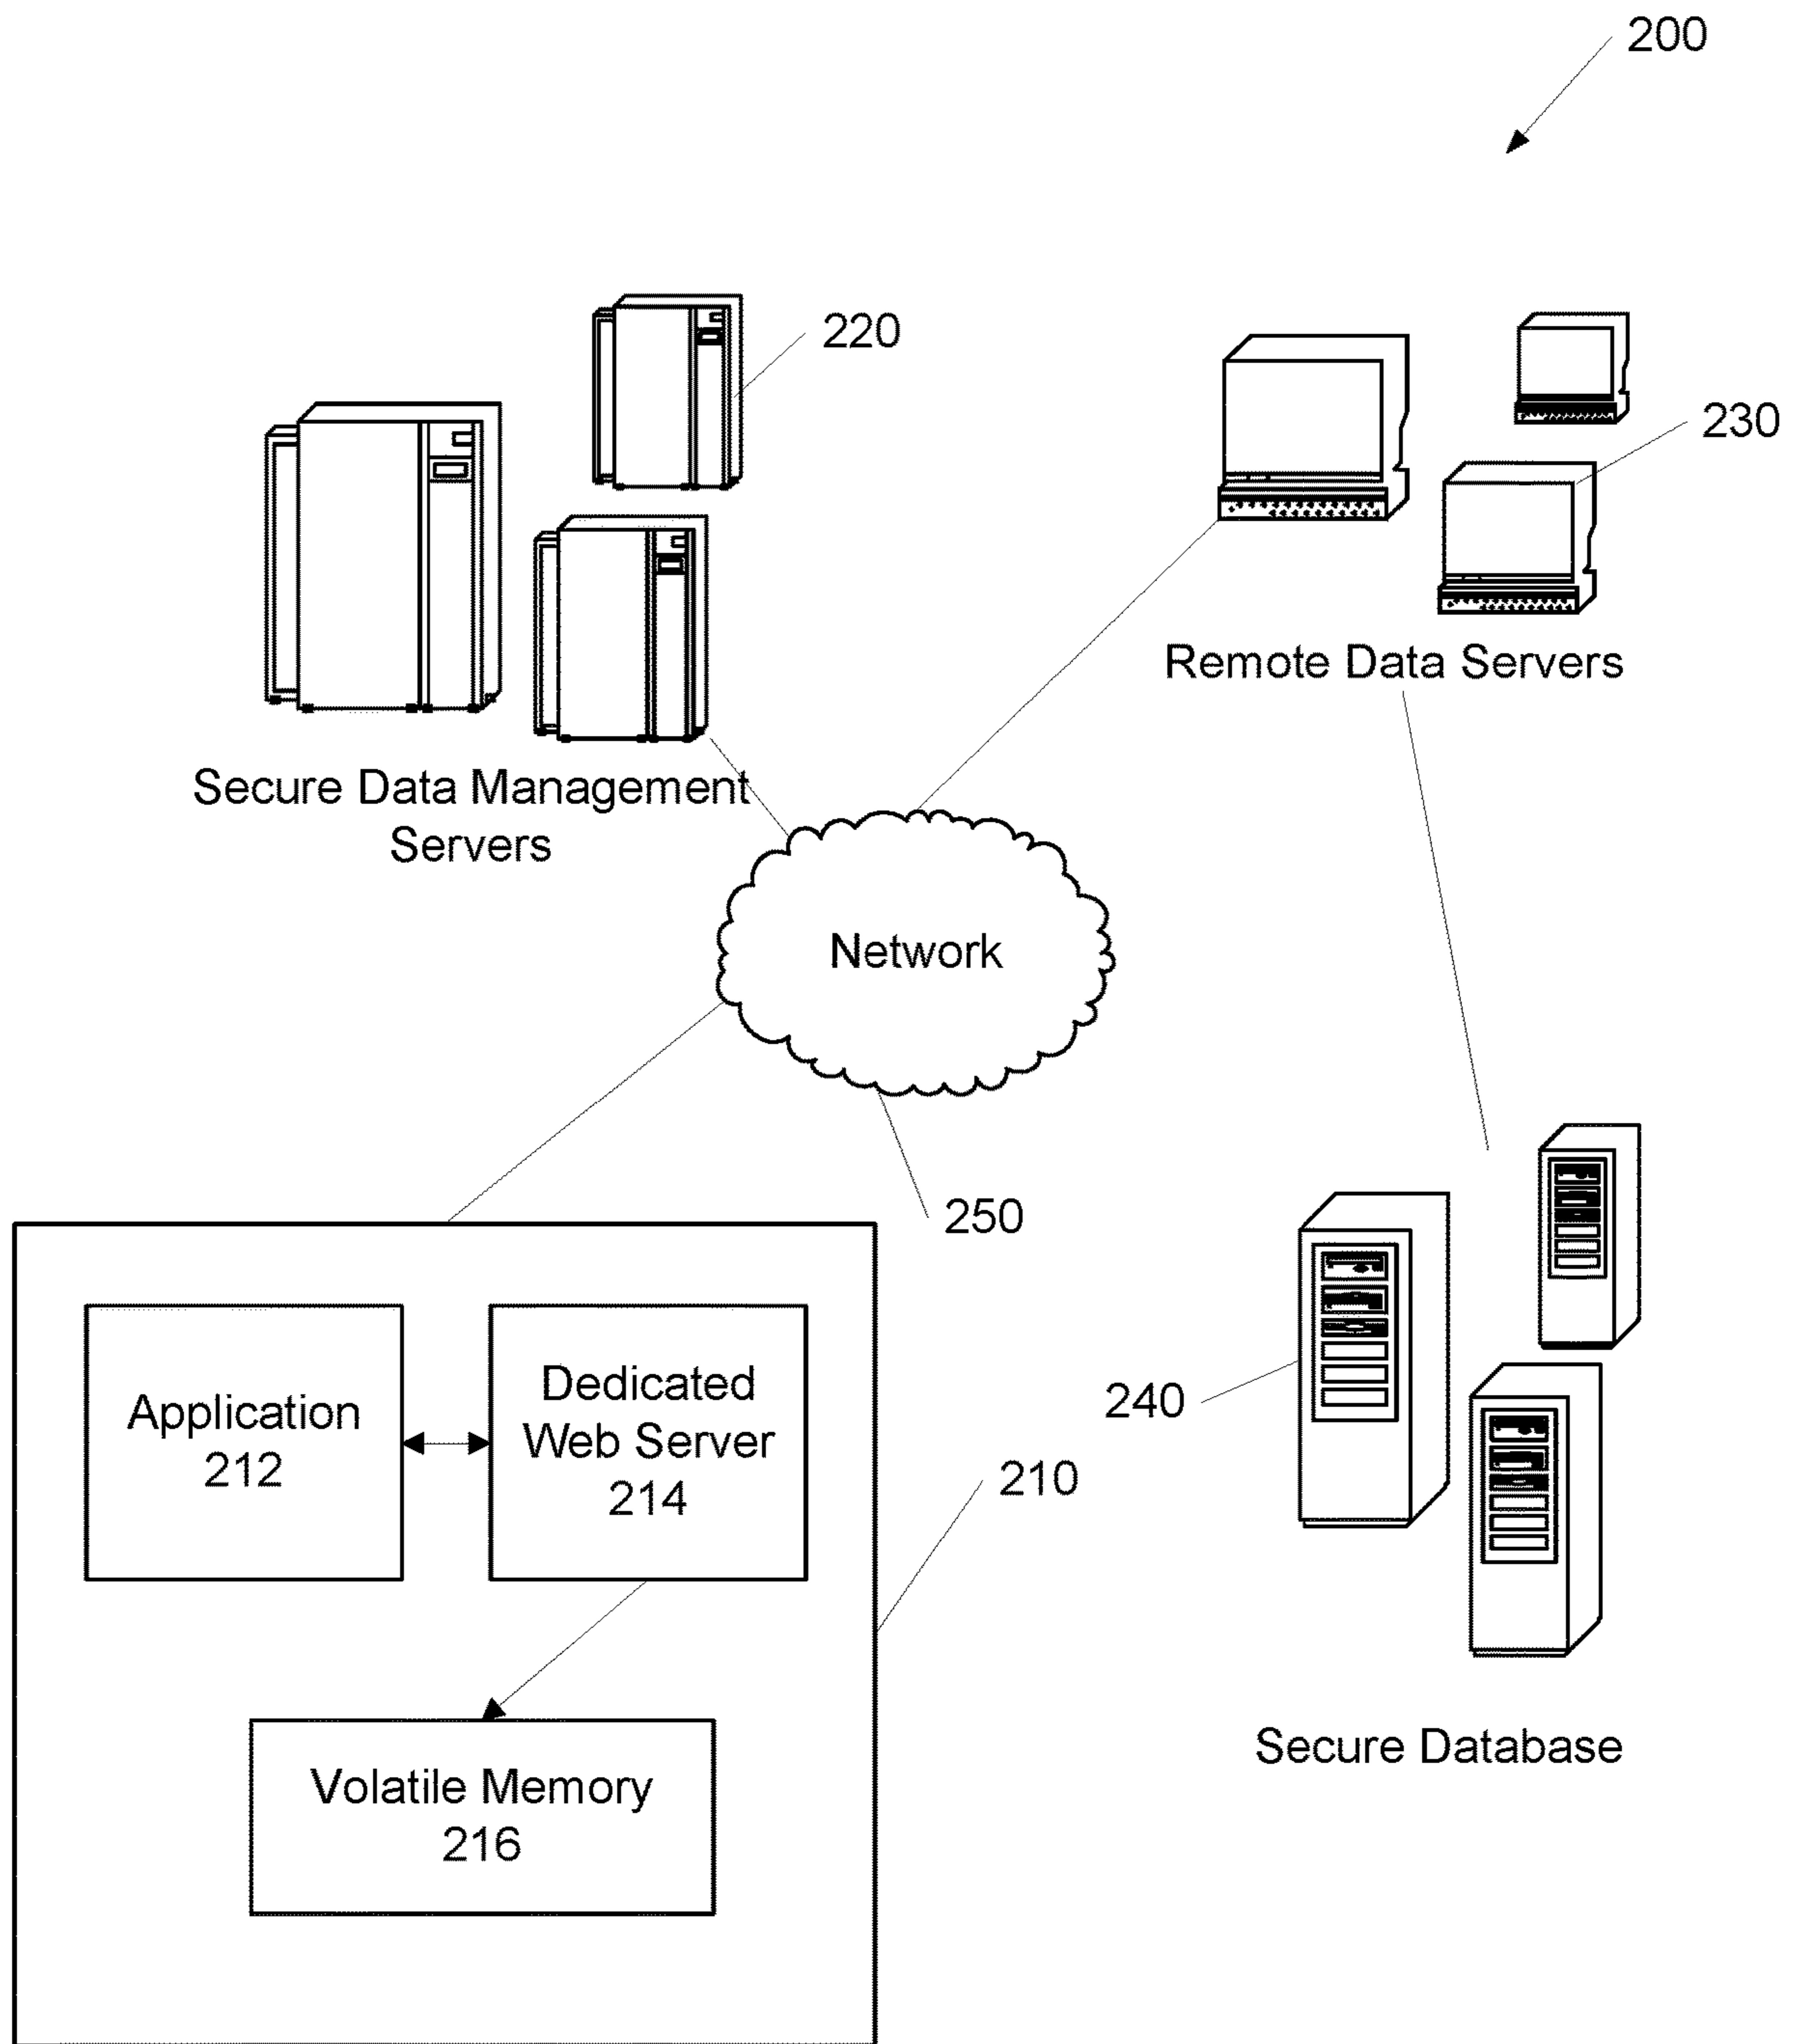 200
220
230
Remote Data Servers
Secure Data Management
Servers
Network
250
Application
212
Dedicated
Web Server
214
210
240
Volatile Memory
216
Secure Database